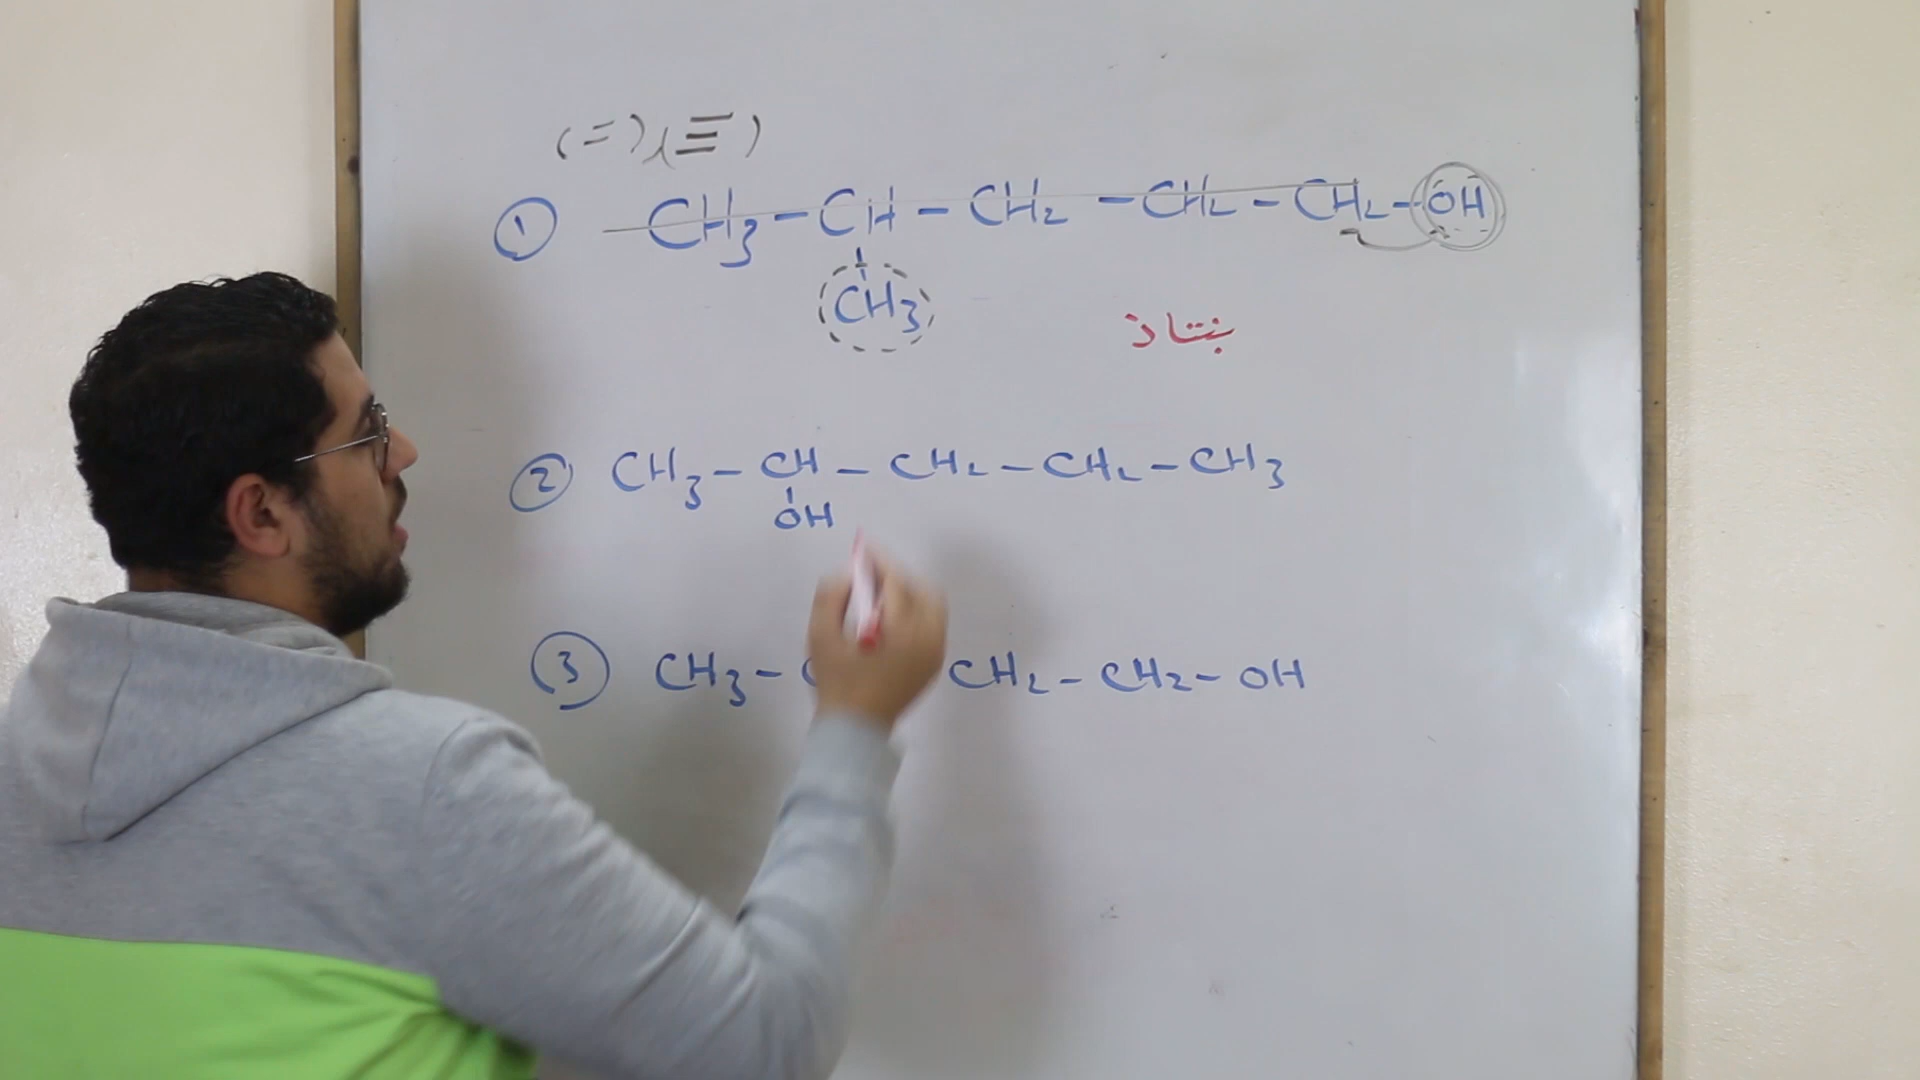 (=), (≡)
① CH3 - CH - CH2 - CH2 - CH2 - OH
CH3
بنتان
② CH3 - CH - CH2 - CH2 - CH3
OH
③ CH3 - CH2 - CH2 - OH